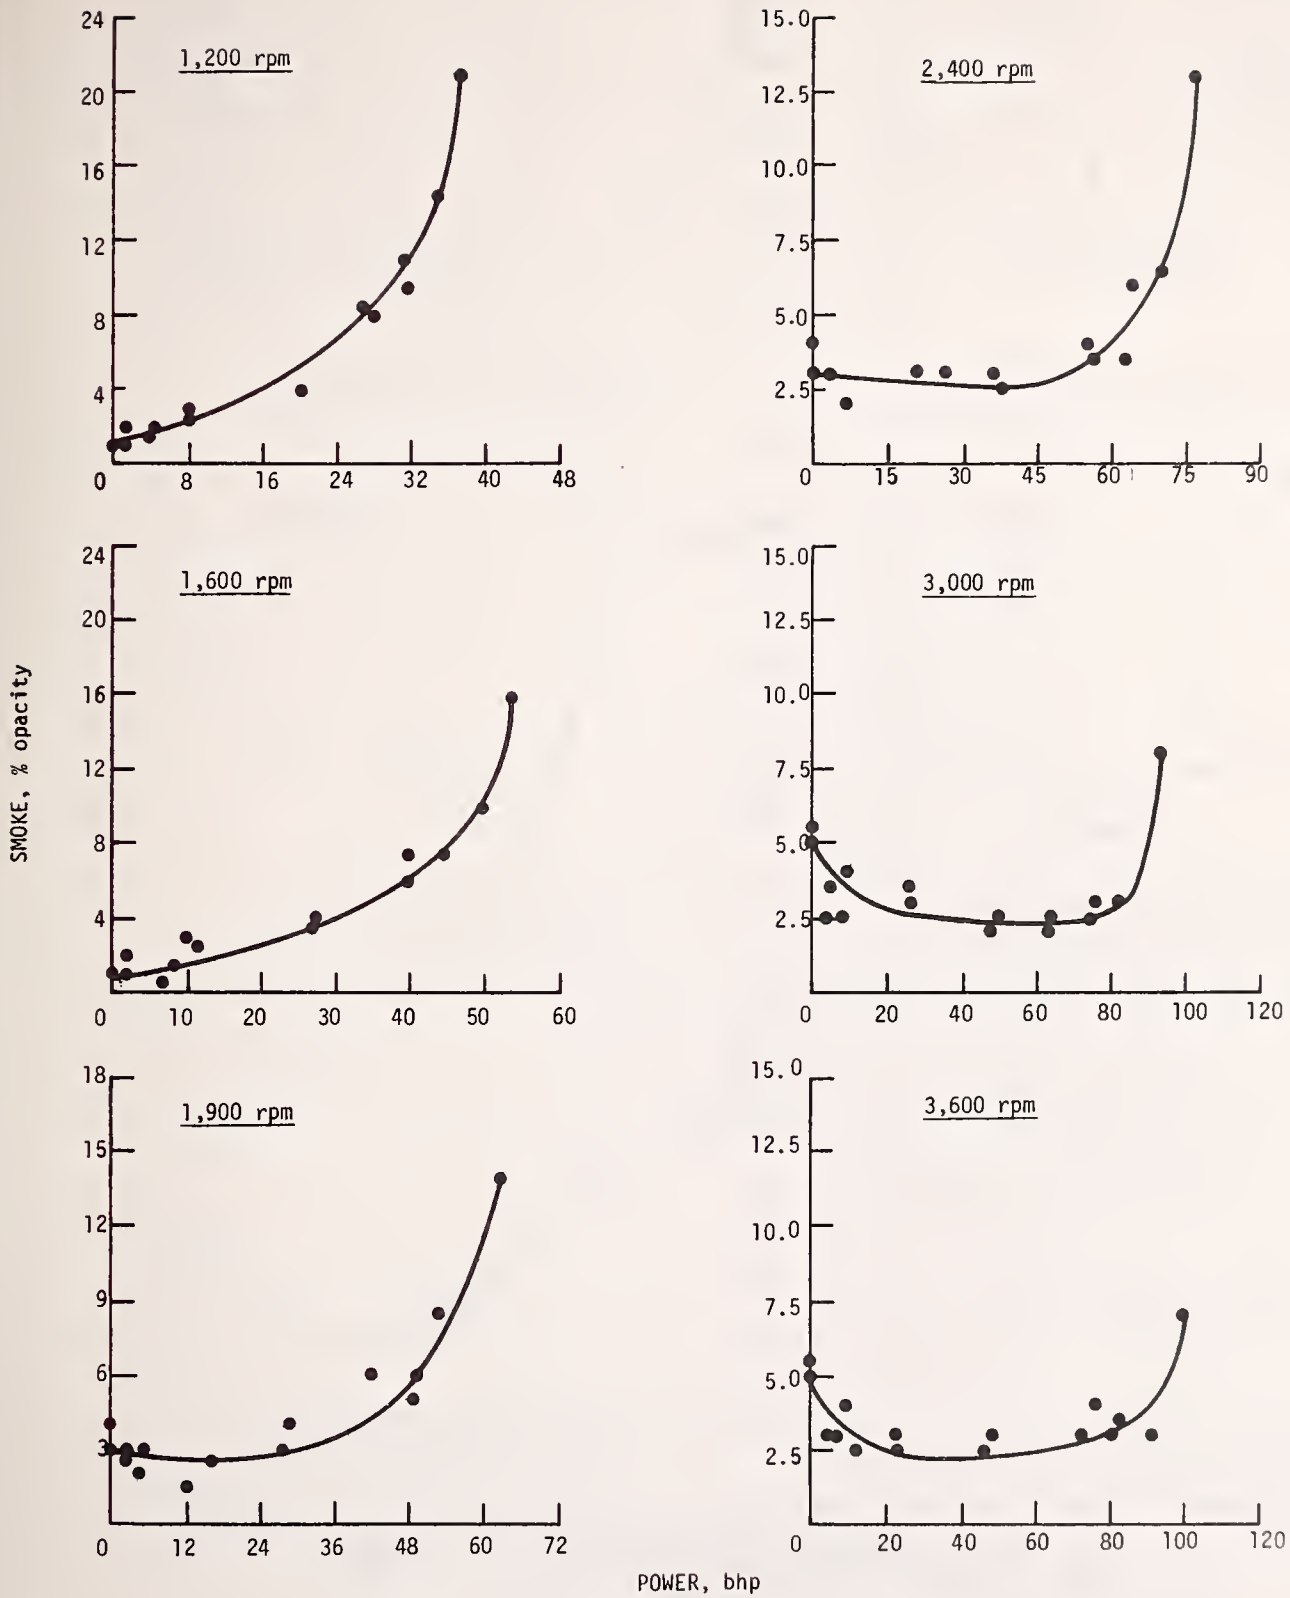 SMOKE, % opacity
1,200 rpm
24
20
16
12
8
4
0 8 16 24 32 40 48
2,400 rpm
15.0
12.5
10.0
7.5
5.0
2.5
0 15 30 45 60 75 90
1,600 rpm
24
20
16
12
8
4
0 10 20 30 40 50 60
3,000 rpm
15.0
12.5
10.0
7.5
5.0
2.5
0 20 40 60 80 100 120
1,900 rpm
18
15
12
9
6
3
0 12 24 36 48 60 72
3,600 rpm
15.0
12.5
10.0
7.5
5.0
2.5
0 20 40 60 80 100 120
POWER, bhp